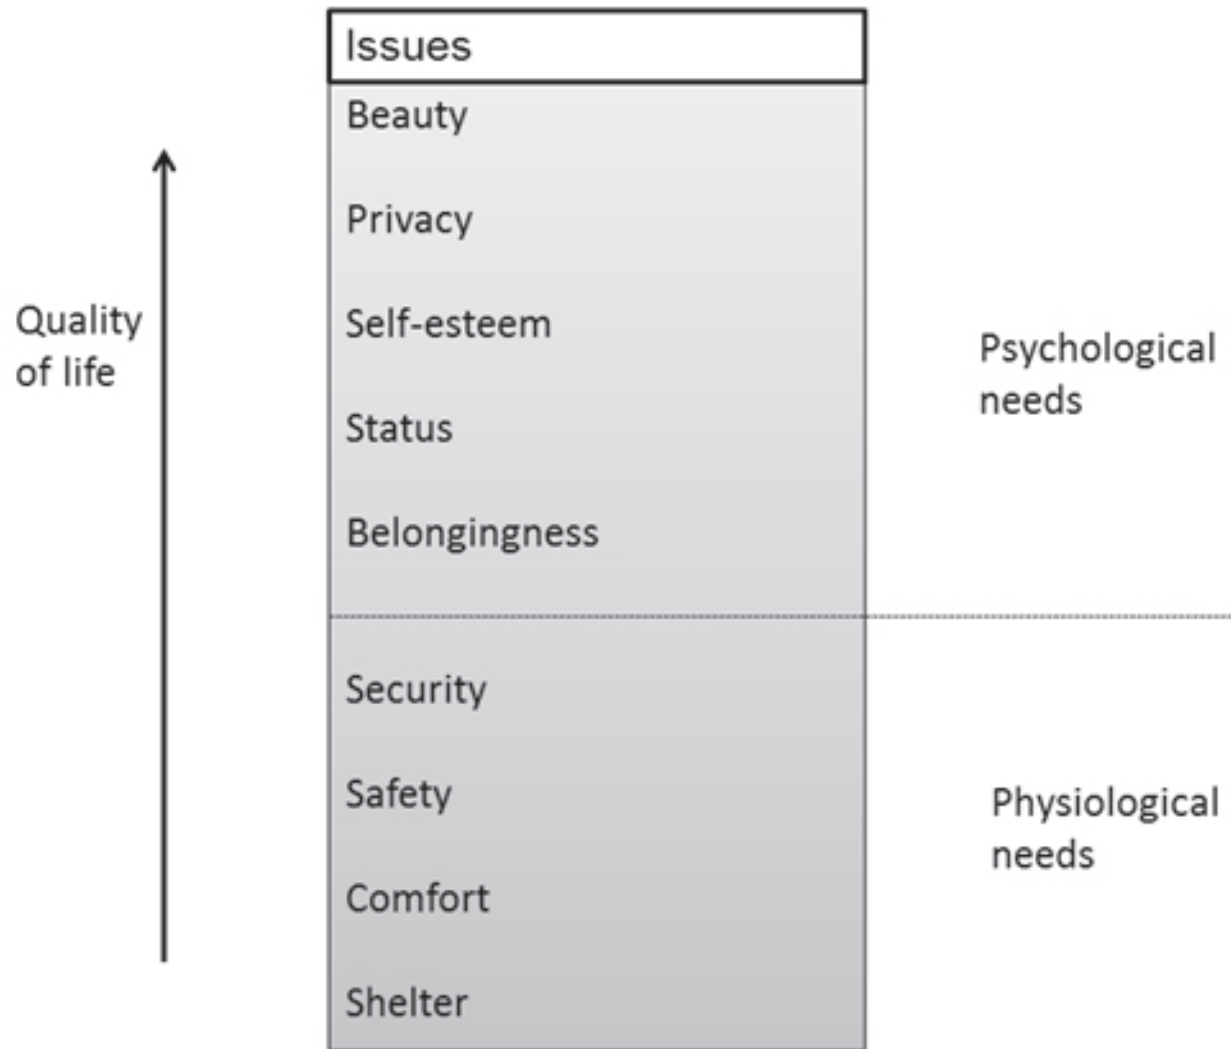 Issues
Beauty
Privacy
Self-esteem
Status
Belongingness
Security
Safety
Comfort
Shelter
Quality
of life
Psychological
needs
Physiological
needs